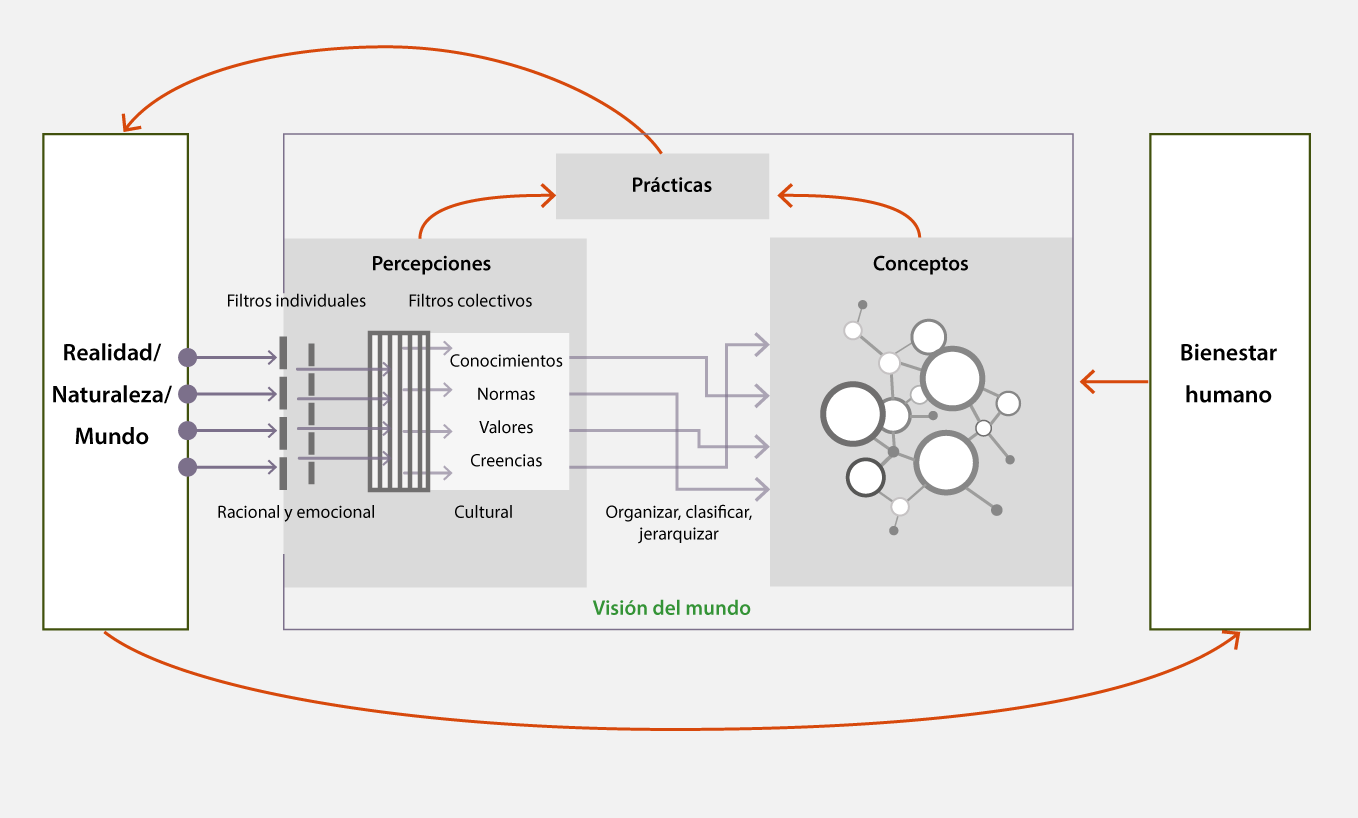 Prácticas
Percepciones
Conceptos
Filtros individuales
Filtros colectivos
Realidad/
Naturaleza/
Mundo
Conocimientos
Normas
Valores
Creencias
Racional y emocional
Cultural
Organizar, clasificar,
jerarquizar
Visión del mundo
Bienestar
humano